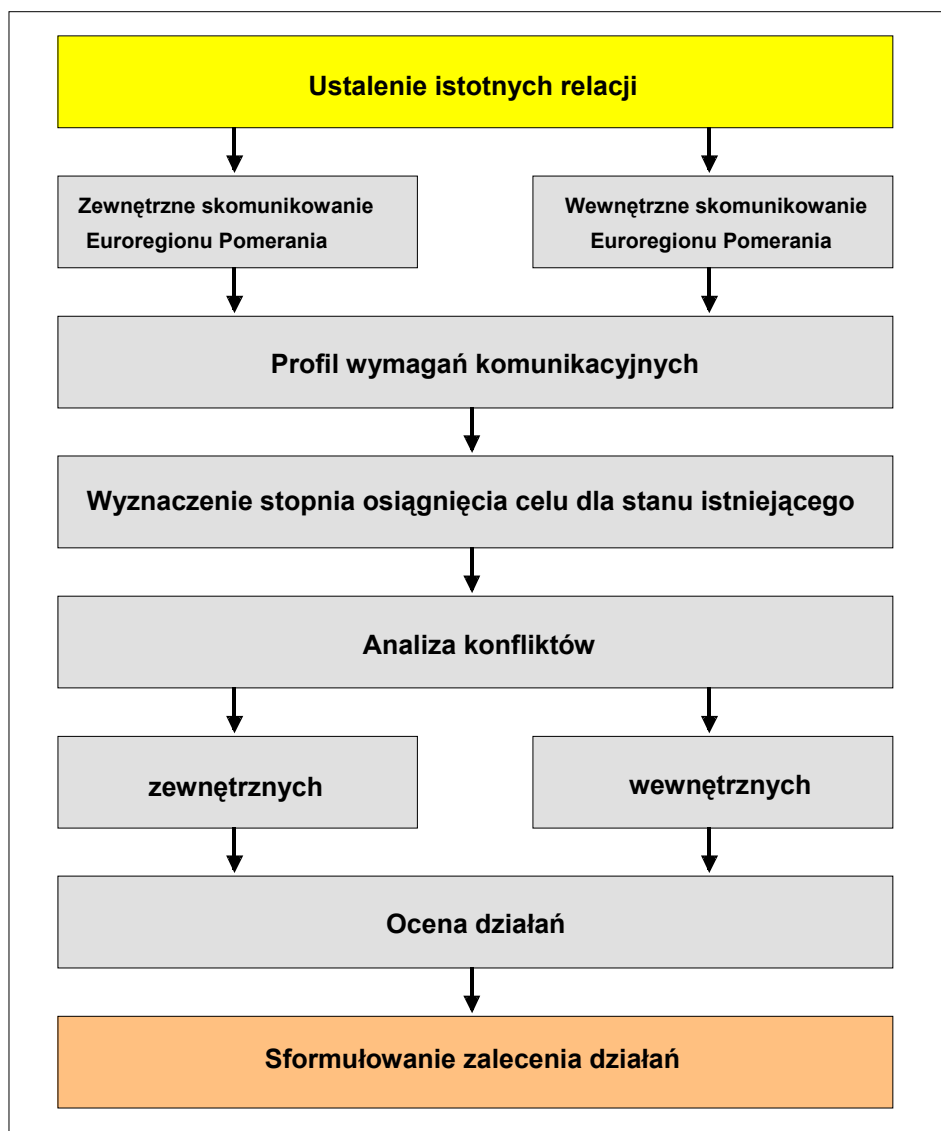 Ustalenie istotnych relacji
Zewnętrzne skomunikowanie
Euroregionu Pomerania
Wewnętrzne skomunikowanie
Euroregionu Pomerania
Profil wymagań komunikacyjnych
Wyznaczenie stopnia osiągnięcia celu dla stanu istniejącego
Analiza konfliktów
zewnętrznych
wewnętrznych
Ocena działań
Sformułowanie zalecenia działań